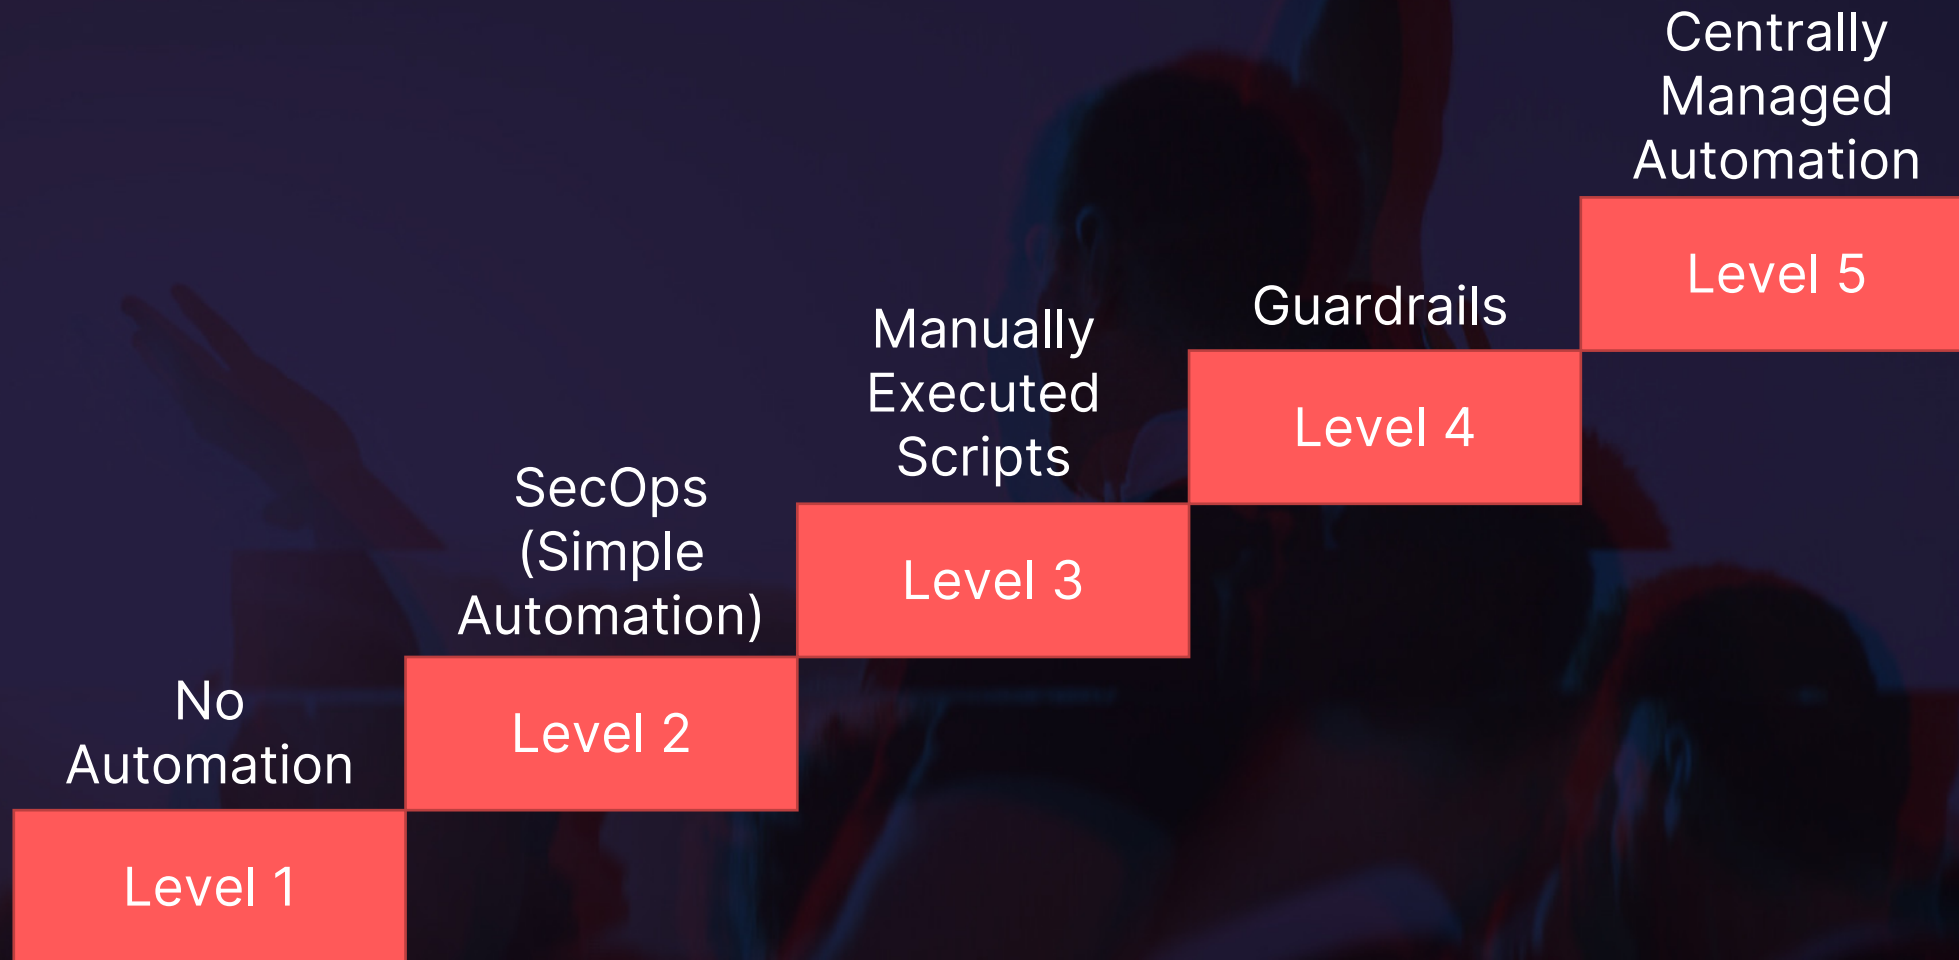 No
Automation
Level 1
SecOps
(Simple
Automation)
Level 2
Manually
Executed
Scripts
Level 3
Guardrails
Level 4
Centrally
Managed
Automation
Level 5